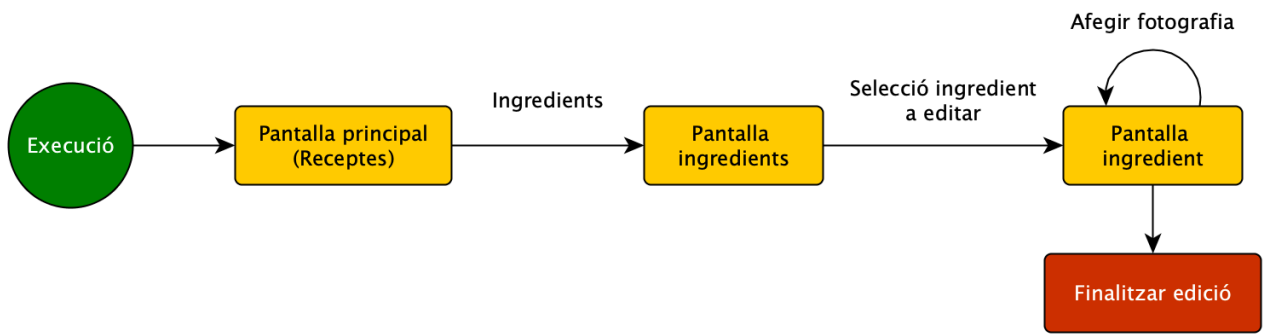 Afegir fotografia
Execució
Pantalla principal
(Receptes)
Ingredients
Pantalla
ingredients
Selecció ingredient
a editar
Pantalla
ingredient
Finalitzar edició